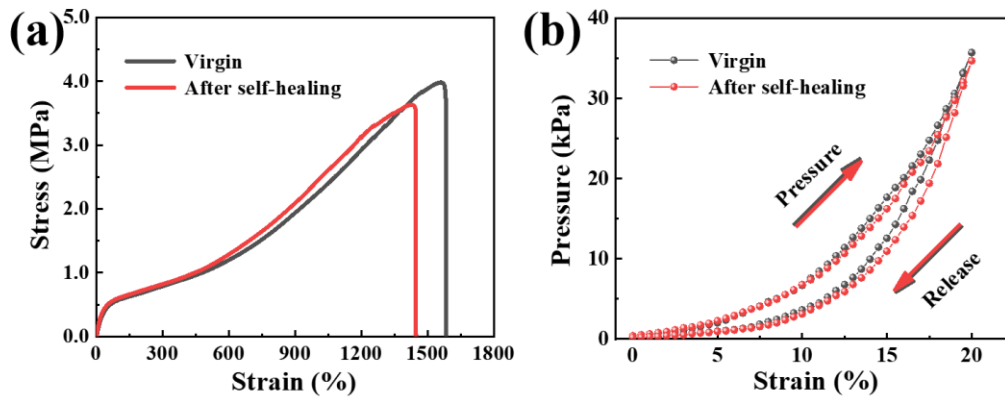 (a)
Virgin
After self-healing
Stress (MPa)
5.0
4.0
3.0
2.0
1.0
0.0
0
300
600
900
1200
1500
1800
Strain (%)
(b)
Virgin
After self-healing
Pressure
Release
Pressure (kPa)
40
30
20
10
0
0
5
10
15
20
Strain (%)